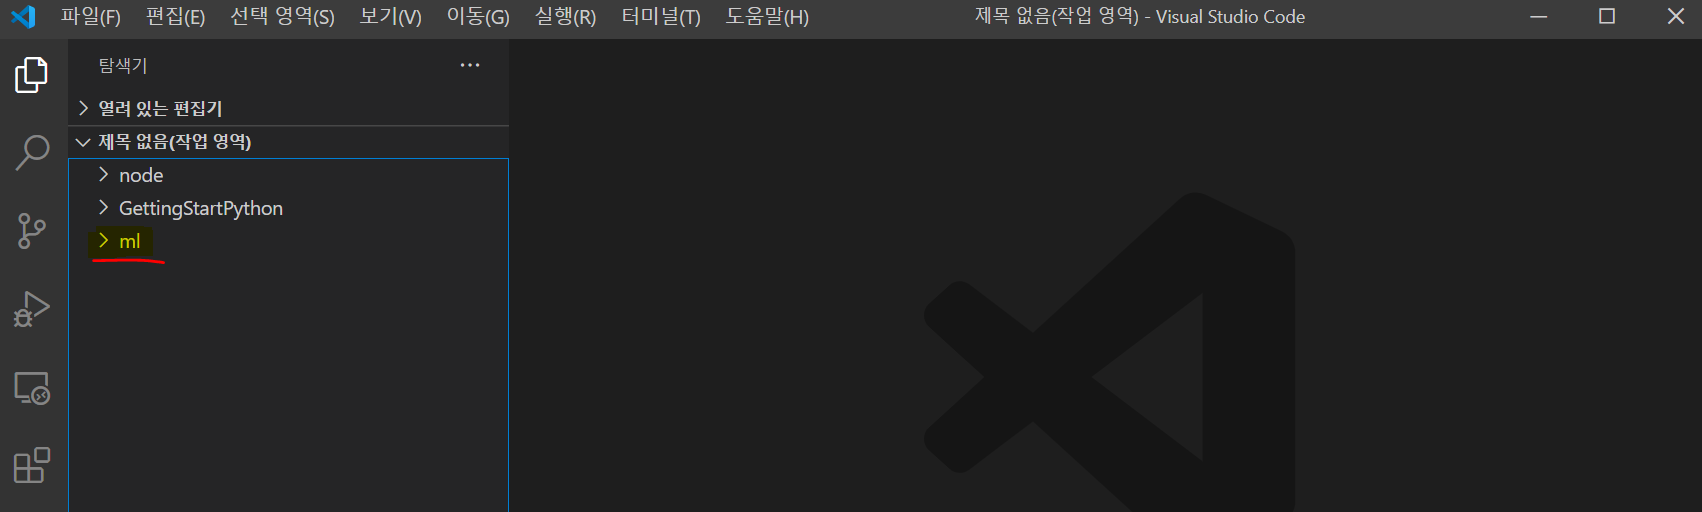 파일(F) 편집(E) 선택 영역(S) 보기(V) 이동(G) 실행(R) 터미널(T) 도움말(H) 제목 없음(작업 영역) - Visual Studio Code
탐색기
열려 있는 편집기
제목 없음(작업 영역)
node
GettingStartPython
ml